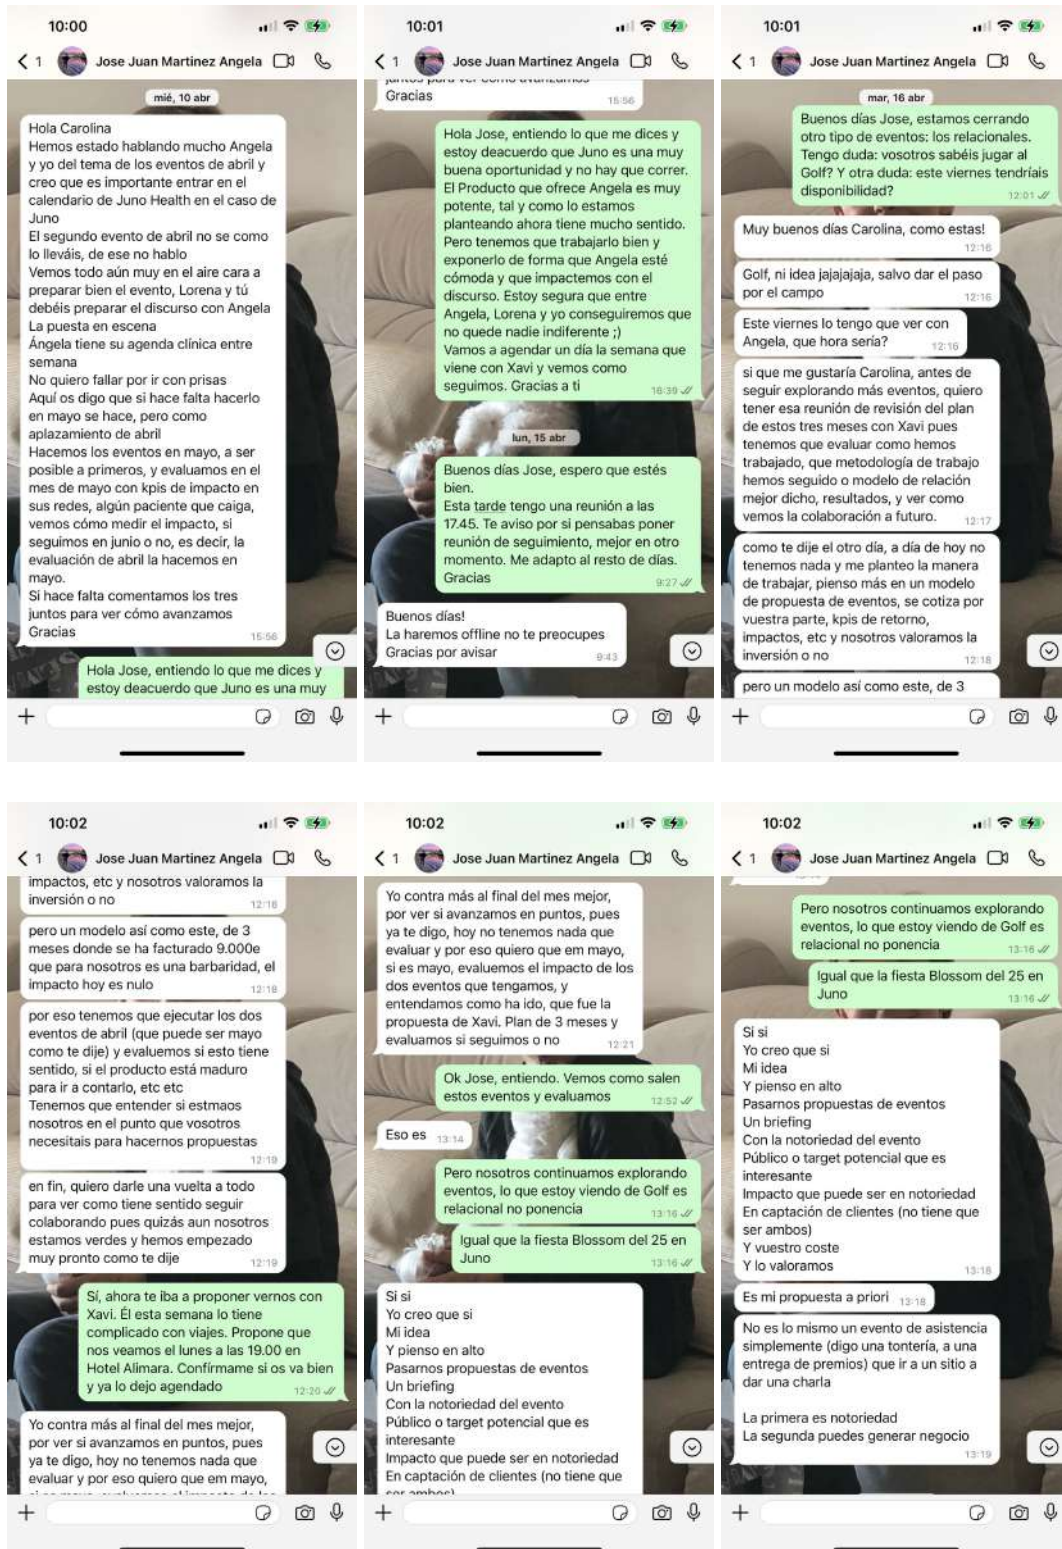 10:00
1 Jose Juan Martinez Angela
mié, 10 abr
Hola Carolina
Hemos estado hablando mucho Angela
y yo del tema de los eventos de abril y
creo que es importante entrar en el
calendario de Juno Health en el caso de
Juno
El segundo evento de abril no se como
lo lleváis, de ese no hablo
Vemos todo aún muy en el aire cara a
preparar bien el evento, Lorena y tú
debéis preparar el discurso con Angela
La puesta en escena
Ángela tiene su agenda clínica entre
semana
No quiero fallar por ir con prisas
Aquí os digo que si hace falta hacerlo
en mayo se hace, pero como
aplazamiento de abril
Hacemos los eventos en mayo, a ser
posible a primeros, y evaluamos en el
mes de mayo con kpis de impacto en
sus redes, algún paciente que caiga,
vemos cómo medir el impacto, si
seguimos en junio o no, es decir, la
evaluación de abril la hacemos en
mayo.
Si hace falta comentamos los tres
juntos para ver cómo avanzamos
Gracias
15:56
Hola Jose, entiendo lo que me dices y
estoy deacuerdo que Juno es una muy
10:01
1 Jose Juan Martinez Angela
juntos para ver cómo avanzamos
Gracias
15:56
Hola Jose, entiendo lo que me dices y
estoy deacuerdo que Juno es una muy
buena oportunidad y no hay que correr.
El Producto que ofrece Angela es muy
potente, tal y como lo estamos
planteando ahora tiene mucho sentido.
Pero tenemos que trabajarlo bien y
exponerlo de forma que Angela esté
cómoda y que impactemos con el
discurso. Estoy segura que entre
Angela, Lorena y yo conseguiremos que
no quede nadie indiferente ;)
Vamos a agendar un día la semana que
viene con Xavi y vemos como
seguimos. Gracias a ti
16:39
lun, 15 abr
Buenos días Jose, espero que estés
bien.
Esta tarde tengo una reunión a las
17.45. Te aviso por si pensabas poner
reunión de seguimiento, mejor en otro
momento. Me adapto al resto de días.
Gracias
9:27
Buenos días!
La haremos offline no te preocupes
Gracias por avisar
9:43
10:01
1 Jose Juan Martinez Angela
mar, 16 abr
Buenos días Jose, estamos cerrando
otro tipo de eventos: los relacionales.
Tengo duda: vosotros sabéis jugar al
Golf? Y otra duda: este viernes tendríais
disponibilidad?
12:01
Muy buenos días Carolina, como estas!
12:16
Golf, ni idea jajajajaja, salvo dar el paso
por el campo
12:16
Este viernes lo tengo que ver con
Angela, que hora sería?
12:16
si que me gustaría Carolina, antes de
seguir explorando más eventos, quiero
tener esa reunión de revisión del plan
de estos tres meses con Xavi pues
tenemos que evaluar como hemos
trabajado, que metodología de trabajo
hemos seguido o modelo de relación
mejor dicho, resultados, y ver como
vemos la colaboración a futuro.
12:17
como te dije el otro día, a día de hoy no
tenemos nada y me planteo la manera
de trabajar, pienso más en un modelo
de propuesta de eventos, se cotiza por
vuestra parte, kpis de retorno,
impactos, etc y nosotros valoramos la
inversión o no
12:18
pero un modelo así como este, de 3
10:02
1 Jose Juan Martinez Angela
impactos, etc y nosotros valoramos la
inversión o no
12:18
pero un modelo así como este, de 3
meses donde se ha facturado 9.000e
que para nosotros es una barbaridad, el
impacto hoy es nulo
12:18
por eso tenemos que ejecutar los dos
eventos de abril (que puede ser mayo
como te dije) y evaluemos si esto tiene
sentido, si el producto está maduro
para ir a contarlo, etc etc
Tenemos que entender si estmaos
nosotros en el punto que vosotros
necesitais para hacernos propuestas
12:19
en fin, quiero darle una vuelta a todo
para ver como tiene sentido seguir
colaborando pues quizás aun nosotros
estamos verdes y hemos empezado
muy pronto como te dije
12:19
Sí, ahora te iba a proponer vernos con
Xavi. Él esta semana lo tiene
complicado con viajes. Propone que
nos veamos el lunes a las 19.00 en
Hotel Alimara. Confírmame si os va bien
y ya lo dejo agendado
12:20
Yo contra más al final del mes mejor,
por ver si avanzamos en puntos, pues
ya te digo, hoy no tenemos nada que
evaluar y por eso quiero que em mayo,
10:02
1 Jose Juan Martinez Angela
Yo contra más al final del mes mejor,
por ver si avanzamos en puntos, pues
ya te digo, hoy no tenemos nada que
evaluar y por eso quiero que em mayo,
si es mayo, evaluemos el impacto de los
dos eventos que tengamos, y
entendamos como ha ido, que fue la
propuesta de Xavi. Plan de 3 meses y
evaluamos si seguimos o no
12:21
Ok Jose, entiendo. Vemos como salen
estos eventos y evaluamos
12:52
Eso es
13:14
Pero nosotros continuamos explorando
eventos, lo que estoy viendo de Golf es
relacional no ponencia
13:16
Igual que la fiesta Blossom del 25 en
Juno
13:16
Si si
Yo creo que si
Mi idea
Y pienso en alto
Pasarnos propuestas de eventos
Un briefing
Con la notoriedad del evento
Público o target potencial que es
interesante
Impacto que puede ser en notoriedad
En captación de clientes (no tiene que
ser ambos)
10:02
1 Jose Juan Martinez Angela
Pero nosotros continuamos explorando
eventos, lo que estoy viendo de Golf es
relacional no ponencia
13:16
Igual que la fiesta Blossom del 25 en
Juno
13:16
Si si
Yo creo que si
Mi idea
Y pienso en alto
Pasarnos propuestas de eventos
Un briefing
Con la notoriedad del evento
Público o target potencial que es
interesante
Impacto que puede ser en notoriedad
En captación de clientes (no tiene que
ser ambos)
Y vuestro coste
Y lo valoramos
13:18
Es mi propuesta a priori
13:18
No es lo mismo un evento de asistencia
simplemente (digo una tontería, a una
entrega de premios) que ir a un sitio a
dar una charla
La primera es notoriedad
La segunda puedes generar negocio
13:19